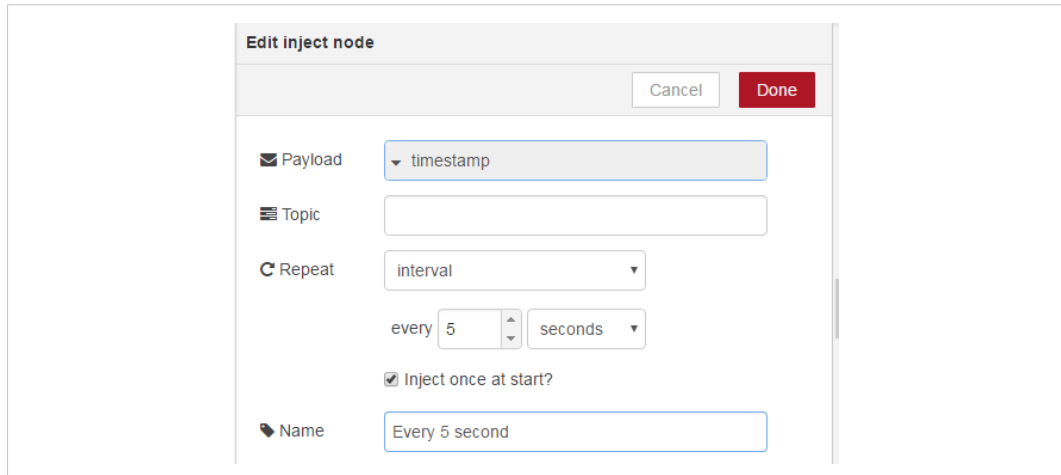 Edit inject node
Cancel Done
Payload timestamp
Topic
Repeat interval
every 5 seconds
Inject once at start?
Name Every 5 second